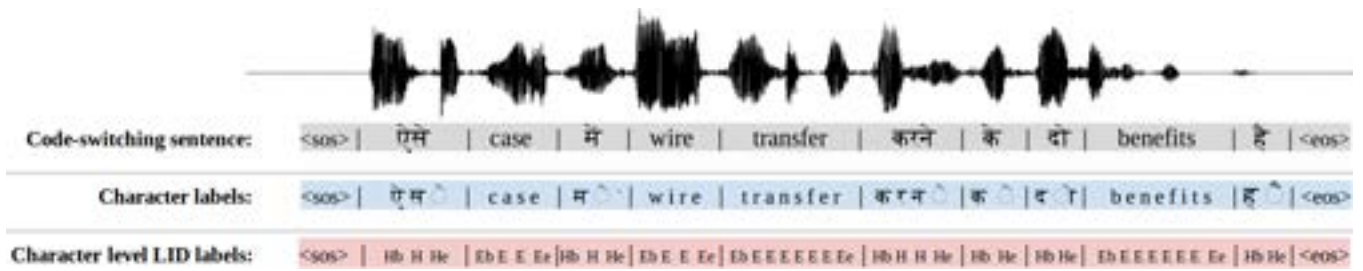 Code-switching sentence: <sos> | ऐसे | case | में | wire | transfer | करने | के | दो | benefits | है | <eos>
Character labels: <sos> | ऐ स े | c a s e | म े ं | w i r e | t r a n s f e r | क र न े | क े | द ो | b e n e f i t s | ह ै | <eos>
Character level LID labels: <sos> | Hb H He | Eb E E Ee | Hb H He | Eb E E Ee | Eb E E E E E E Ee | Hb H H He | Hb He | Hb He | Eb E E E E E E Ee | Hb He | <eos>